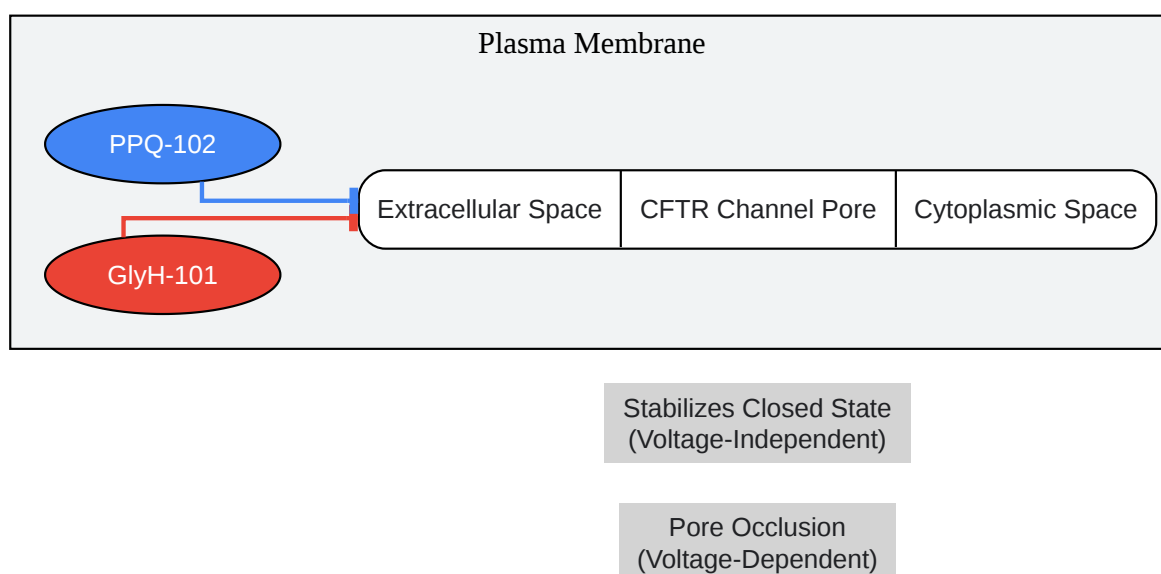 Plasma Membrane
PPQ-102
Extracellular Space
CFTR Channel Pore
Cytoplasmic Space
GlyH-101
Stabilizes Closed State
(Voltage-Independent)
Pore Occlusion
(Voltage-Dependent)